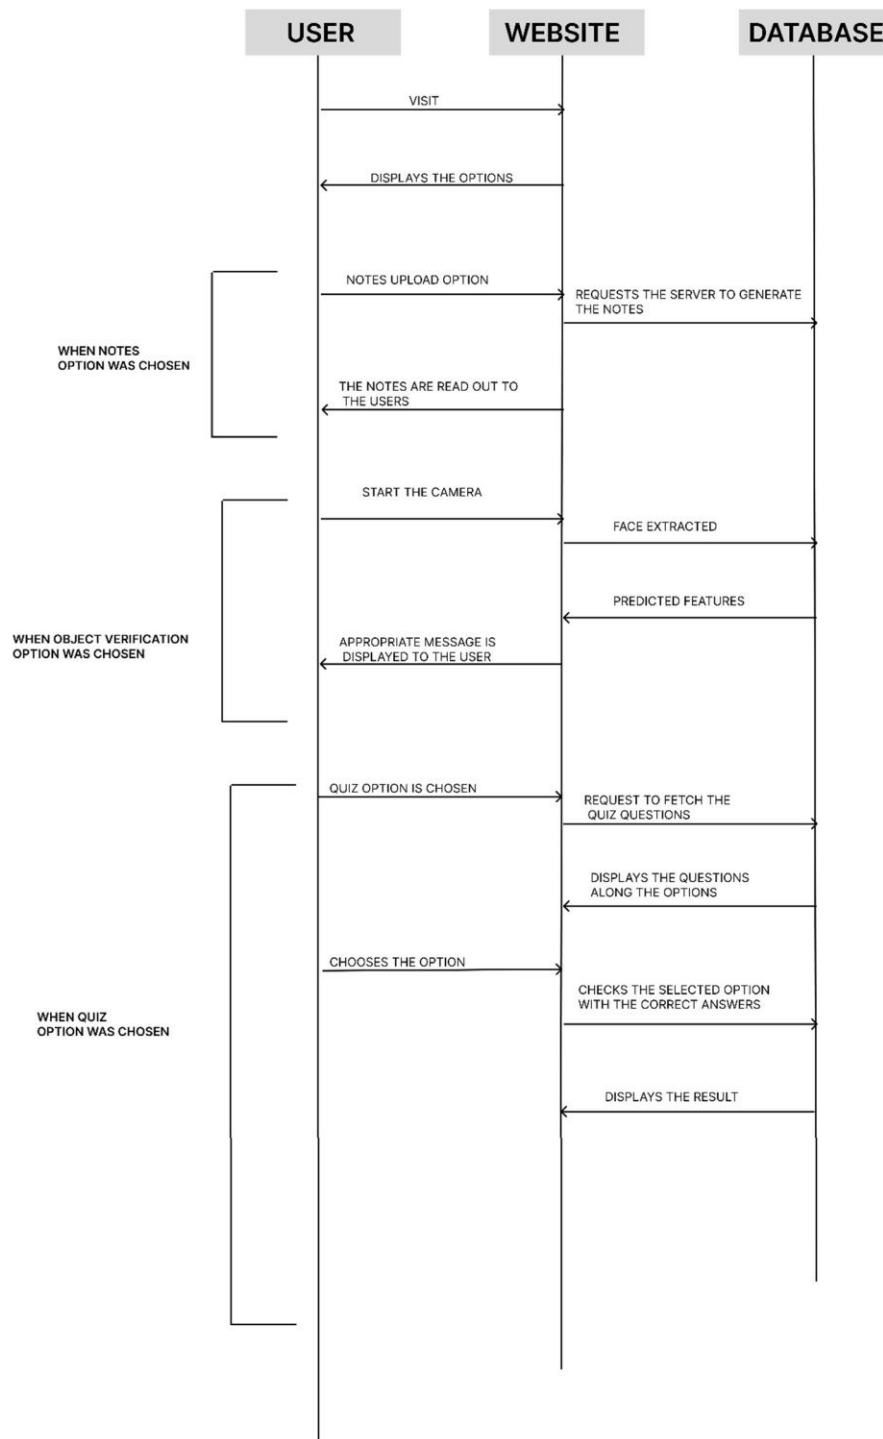 USER
WEBSITE
DATABASE
VISIT
DISPLAYS THE OPTIONS
NOTES UPLOAD OPTION
REQUESTS THE SERVER TO GENERATE
THE NOTES
WHEN NOTES
OPTION WAS CHOSEN
THE NOTES ARE READ OUT TO
THE USERS
START THE CAMERA
FACE EXTRACTED
PREDICTED FEATURES
WHEN OBJECT VERIFICATION
OPTION WAS CHOSEN
APPROPRIATE MESSAGE IS
DISPLAYED TO THE USER
QUIZ OPTION IS CHOSEN
REQUEST TO FETCH THE
QUIZ QUESTIONS
DISPLAYS THE QUESTIONS
ALONG THE OPTIONS
CHOOSES THE OPTION
CHECKS THE SELECTED OPTION
WITH THE CORRECT ANSWERS
WHEN QUIZ
OPTION WAS CHOSEN
DISPLAYS THE RESULT